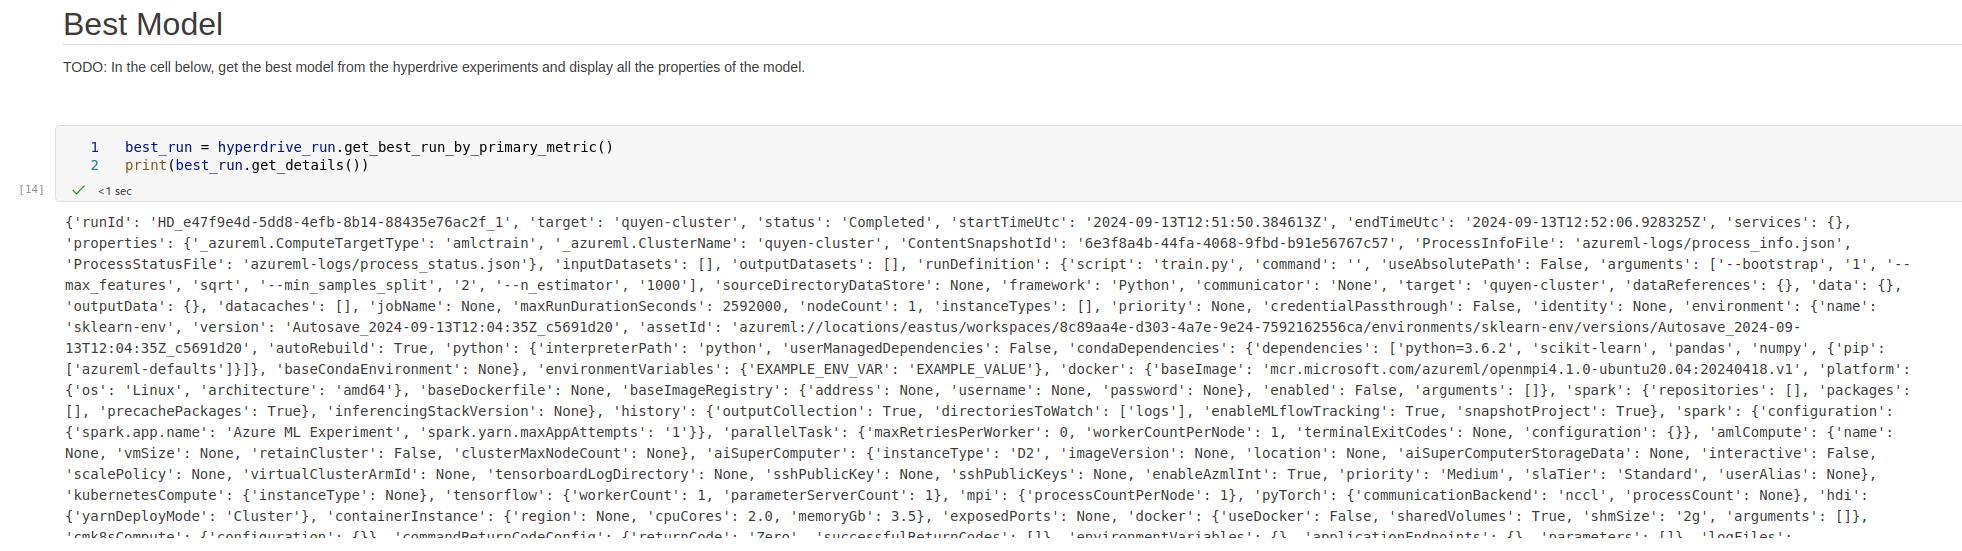 Best Model
TODO: In the cell below, get the best model from the hyperdrive experiments and display all the properties of the model.
1 best_run = hyperdrive_run.get_best_run_by_primary_metric()
2 print(best_run.get_details())
[14] <1 sec
{'runId': 'HD_e47f9e4d-5dd8-4efb-8b14-88435e76ac2f_1', 'target': 'quyen-cluster', 'status': 'Completed', 'startTimeUtc': '2024-09-13T12:51:50.384613Z', 'endTimeUtc': '2024-09-13T12:52:06.928325Z', 'services': {},
'properties': {'_azureml.ComputeTargetType': 'amlctrain', '_azureml.ClusterName': 'quyen-cluster', 'ContentSnapshotId': '6e3f8a4b-44fa-4068-9fbd-b91e56767c57', 'ProcessInfoFile': 'azureml-logs/process_info.json',
'ProcessStatusFile': 'azureml-logs/process_status.json'}, 'inputDatasets': [], 'outputDatasets': [], 'runDefinition': {'script': 'train.py', 'command': '', 'useAbsolutePath': False, 'arguments': ['--bootstrap', '1', '--
max_features', 'sqrt', '--min_samples_split', '2', '--n_estimator', '1000'], 'sourceDirectoryDataStore': None, 'framework': 'Python', 'communicator': 'None', 'target': 'quyen-cluster', 'dataReferences': {}, 'data': {},
'outputData': {}, 'datacaches': [], 'jobName': None, 'maxRunDurationSeconds': 2592000, 'nodeCount': 1, 'instanceTypes': [], 'priority': None, 'credentialPassthrough': False, 'identity': None, 'environment': {'name':
'sklearn-env', 'version': 'Autosave_2024-09-13T12:04:35Z_c5691d20', 'assetId': 'azureml://locations/eastus/workspaces/8c89aa4e-d303-4a7e-9e24-7592162556ca/environments/sklearn-env/versions/Autosave_2024-09-
13T12:04:35Z_c5691d20', 'autoRebuild': True, 'python': {'interpreterPath': 'python', 'userManagedDependencies': False, 'condaDependencies': {'dependencies': ['python=3.6.2', 'scikit-learn', 'pandas', 'numpy', {'pip':
['azureml-defaults']}]}, 'baseCondaEnvironment': None}, 'environmentVariables': {'EXAMPLE_ENV_VAR': 'EXAMPLE_VALUE'}, 'docker': {'baseImage': 'mcr.microsoft.com/azureml/openmpi4.1.0-ubuntu20.04:20240418.v1', 'platform':
{'os': 'Linux', 'architecture': 'amd64'}, 'baseDockerfile': None, 'baseImageRegistry': {'address': None, 'username': None, 'password': None}, 'enabled': False, 'arguments': []}, 'spark': {'repositories': [], 'packages':
[], 'precachePackages': True}, 'inferencingStackVersion': None}, 'history': {'outputCollection': True, 'directoriesToWatch': ['logs'], 'enableMLflowTracking': True, 'snapshotProject': True}, 'spark': {'configuration':
{'spark.app.name': 'Azure ML Experiment', 'spark.yarn.maxAppAttempts': '1'}}, 'parallelTask': {'maxRetriesPerWorker': 0, 'workerCountPerNode': 1, 'terminalExitCodes': None, 'configuration': {}}, 'amlCompute': {'name':
None, 'vmSize': None, 'retainCluster': False, 'clusterMaxNodeCount': None}, 'aiSuperComputer': {'instanceType': 'D2', 'imageVersion': None, 'location': None, 'aiSuperComputerStorageData': None, 'interactive': False,
'scalePolicy': None, 'virtualClusterArmId': None, 'tensorboardLogDirectory': None, 'sshPublicKey': None, 'sshPublicKeys': None, 'enableAzmlInt': True, 'priority': 'Medium', 'slaTier': 'Standard', 'userAlias': None},
'kubernetesCompute': {'instanceType': None}, 'tensorflow': {'workerCount': 1, 'parameterServerCount': 1}, 'mpi': {'processCountPerNode': 1}, 'pyTorch': {'communicationBackend': 'nccl', 'processCount': None}, 'hdi':
{'yarnDeployMode': 'Cluster'}, 'containerInstance': {'region': None, 'cpuCores': 2.0, 'memoryGb': 3.5}, 'exposedPorts': None, 'docker': {'useDocker': False, 'sharedVolumes': True, 'shmSize': '2g', 'arguments': []},
'cmk8sCompute': {'configuration': {}}, 'commandReturnCodeConfig': {'returnCode': 'Zero', 'successfulReturnCodes': []}, 'environmentVariables': {}, 'applicationEndpoints': {}, 'parameters': []}, 'logFiles':